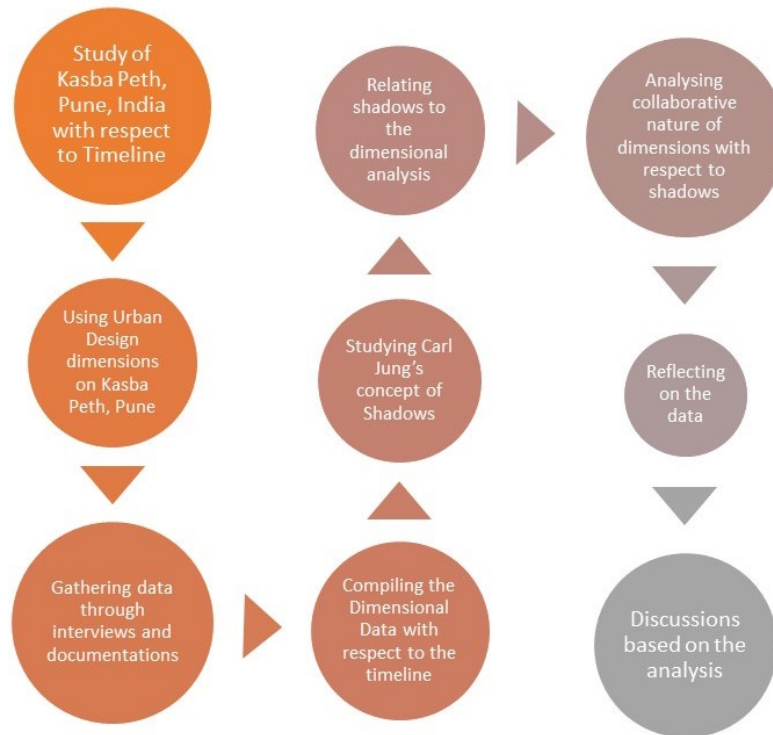 Study of
Kasba Peth,
Pune, India
with respect
to Timeline
Using Urban
Design
dimensions
on Kasba
Peth, Pune
Gathering data
through
interviews and
documentations
Compiling the
Dimensional
Data with
respect to the
timeline
Studying Carl
Jung’s
concept of
Shadows
Relating
shadows to
the
dimensional
analysis
Analysing
collaborative
nature of
dimensions with
respect to
shadows
Reflecting
on the
data
Discussions
based on the
analysis